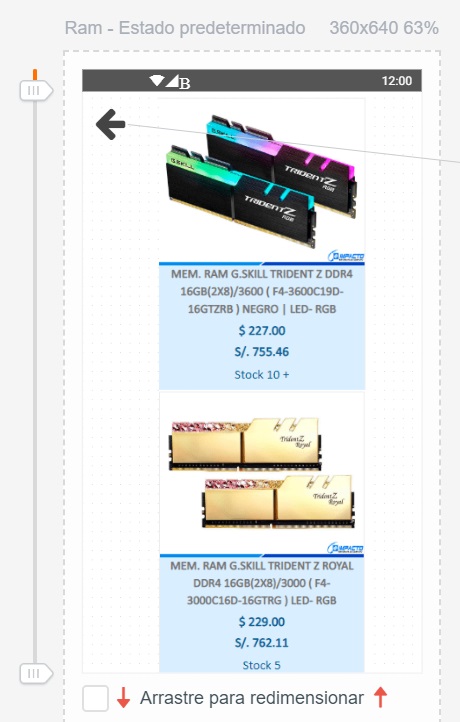 Ram - Estado predeterminado 360x640 63%
B 12:00
G.SKILL
TRIDENT Z
RGB
G.SKILL
TRIDENT Z
RGB
IMPACTO
MEM. RAM G.SKILL TRIDENT Z DDR4
16GB(2X8)/3600 ( F4-3600C19D-
16GTZRB ) NEGRO | LED- RGB
$ 227.00
S/. 755.46
Stock 10 +
Trident Z
Royal
Trident Z
Royal
IMPACTO
MEM. RAM G.SKILL TRIDENT Z ROYAL
DDR4 16GB(2X8)/3000 ( F4-
3000C16D-16GTRG ) LED- RGB
$ 229.00
S/. 762.11
Stock 5
Arrastre para redimensionar